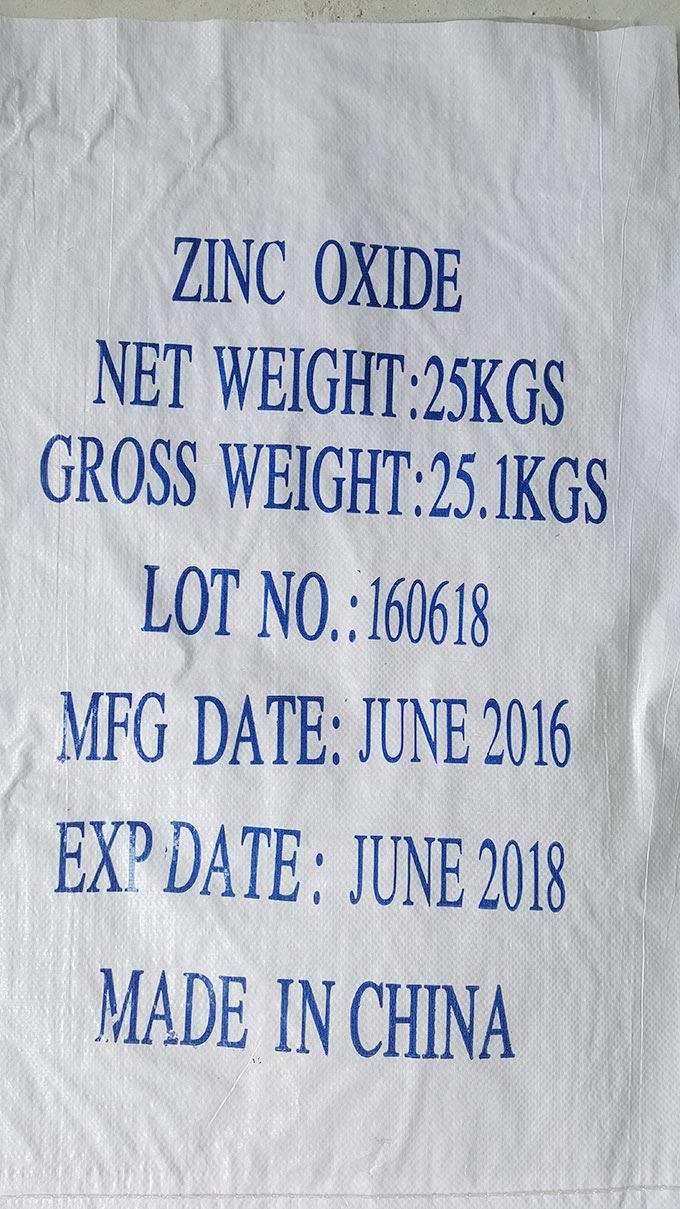 ZINC OXIDE
NET WEIGHT:25KGS
GROSS WEIGHT:25.1KGS
LOT NO.:160618
MFG DATE: JUNE 2016
EXP DATE: JUNE 2018
MADE IN CHINA